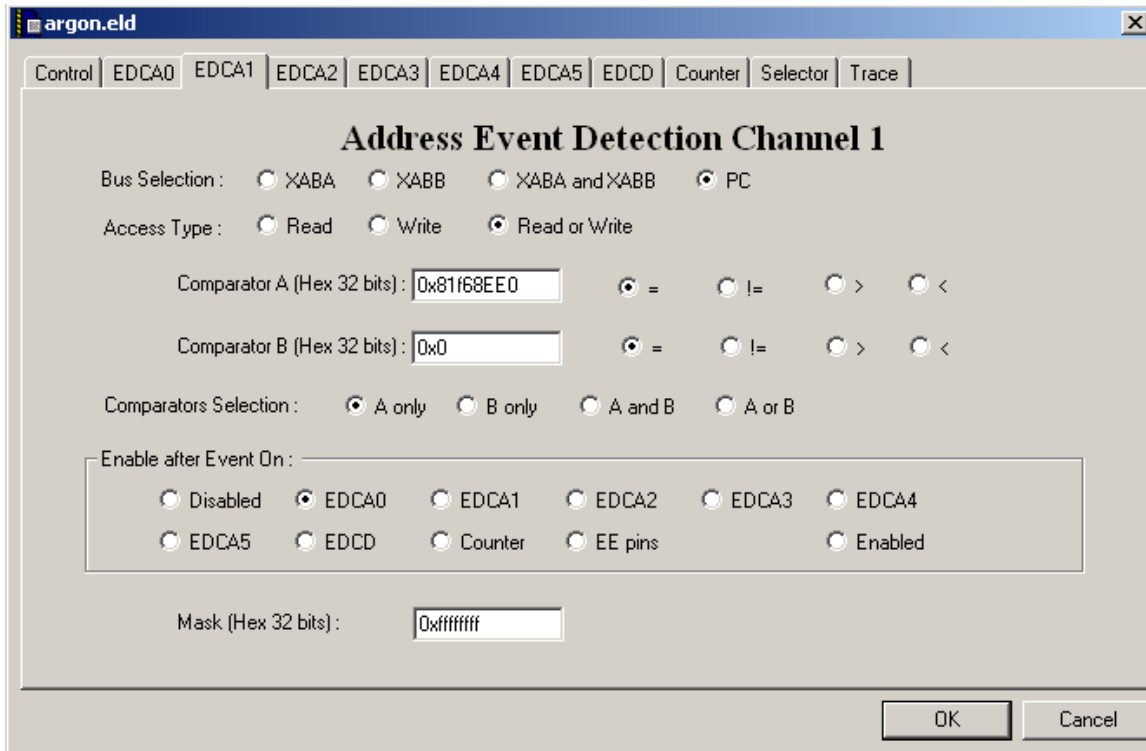 argon.eld
Control EDCA0 EDCA1 EDCA2 EDCA3 EDCA4 EDCA5 EDCD Counter Selector Trace
Address Event Detection Channel 1
Bus Selection : XABA XABB XABA and XABB PC
Access Type : Read Write Read or Write
Comparator A (Hex 32 bits) : 0x81f68EE0 = != > <
Comparator B (Hex 32 bits) : 0x0 = != > <
Comparators Selection : A only B only A and B A or B
Enable after Event On :
Disabled EDCA0 EDCA1 EDCA2 EDCA3 EDCA4
EDCA5 EDCD Counter EE pins Enabled
Mask (Hex 32 bits) : 0xffffffff
OK Cancel